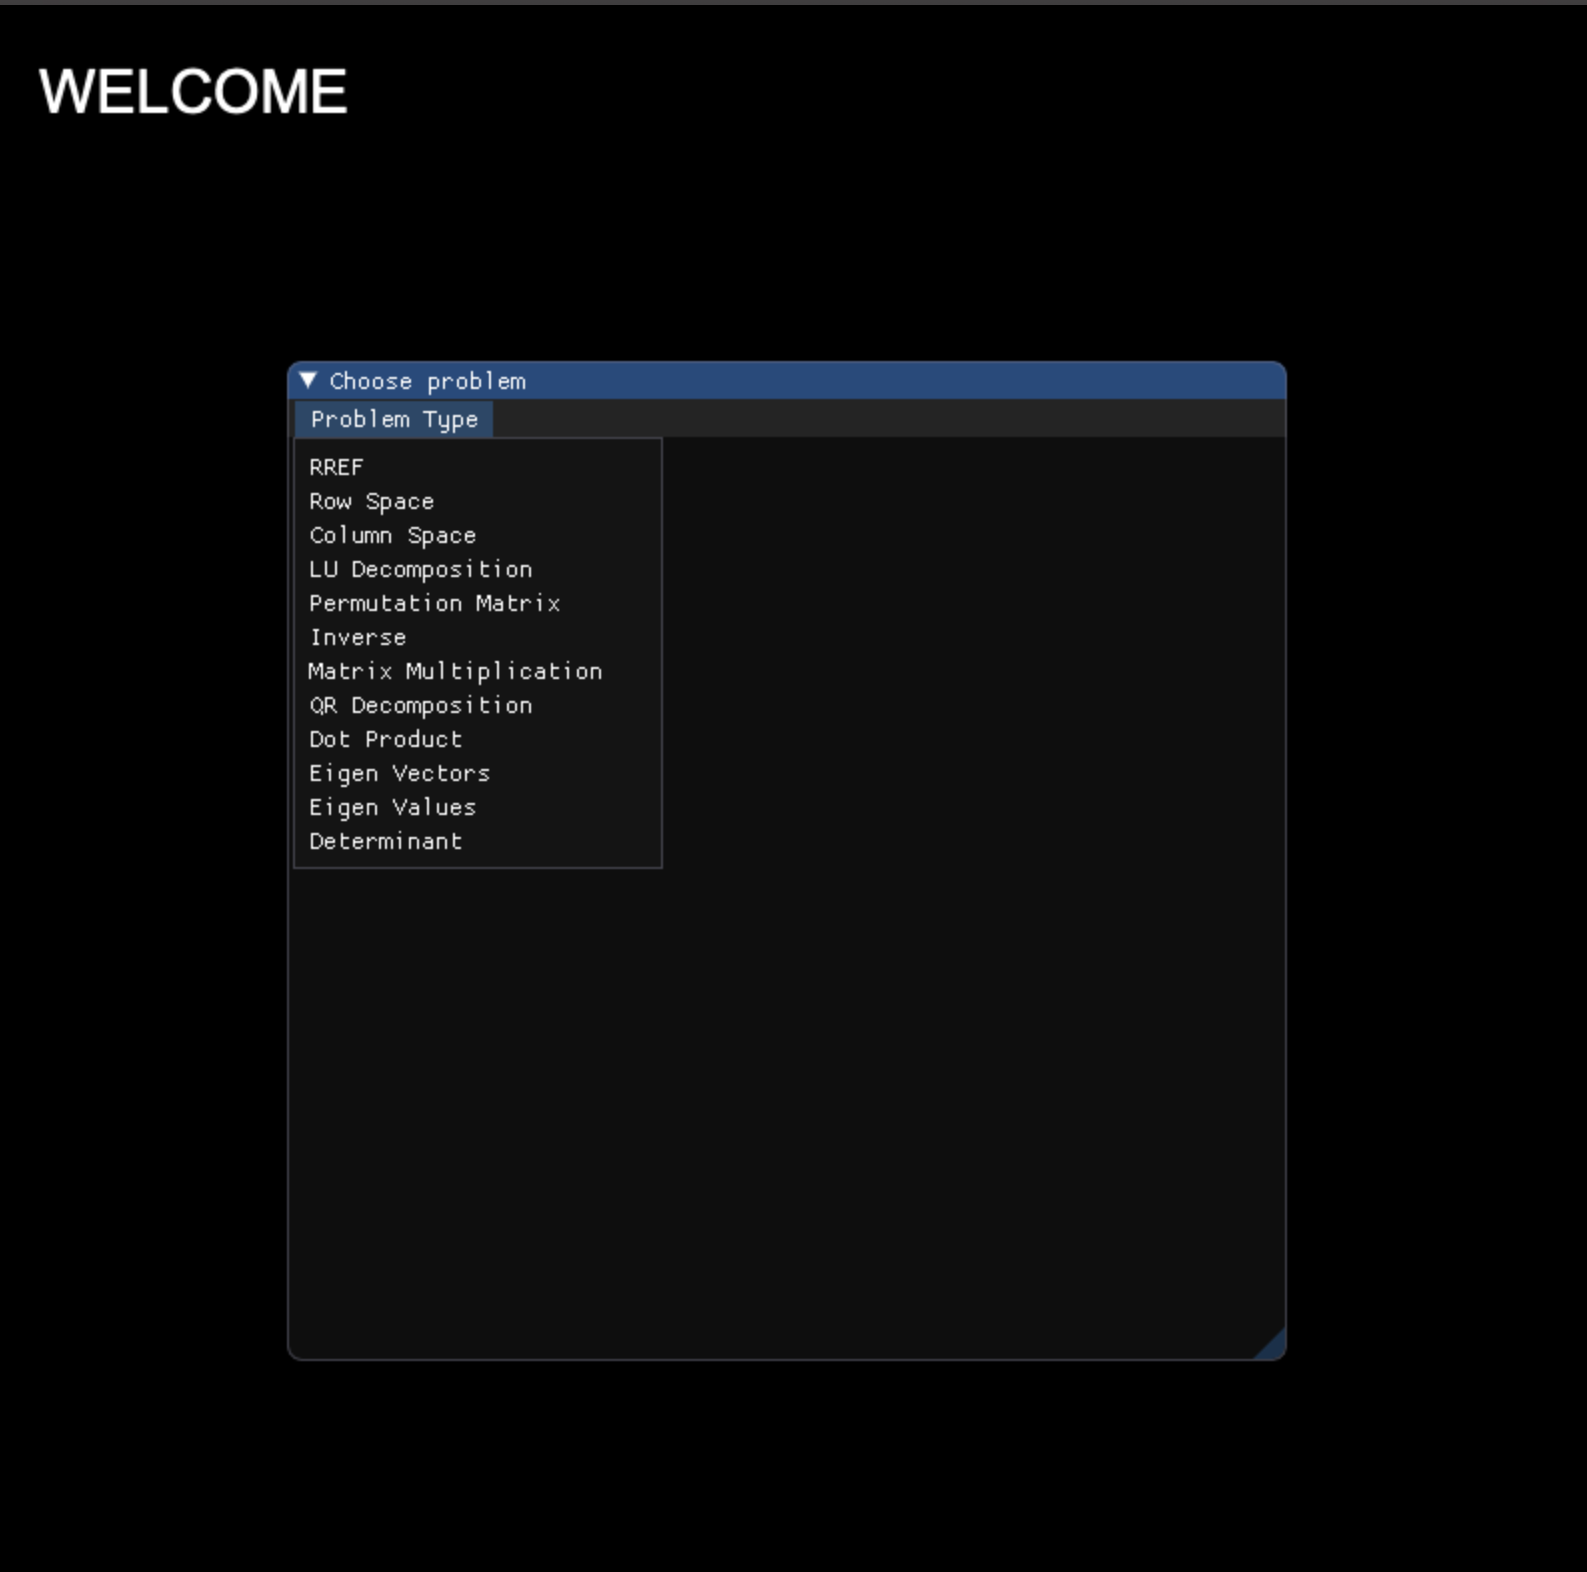 WELCOME
Choose problem
Problem Type
RREF
Row Space
Column Space
LU Decomposition
Permutation Matrix
Inverse
Matrix Multiplication
QR Decomposition
Dot Product
Eigen Vectors
Eigen Values
Determinant